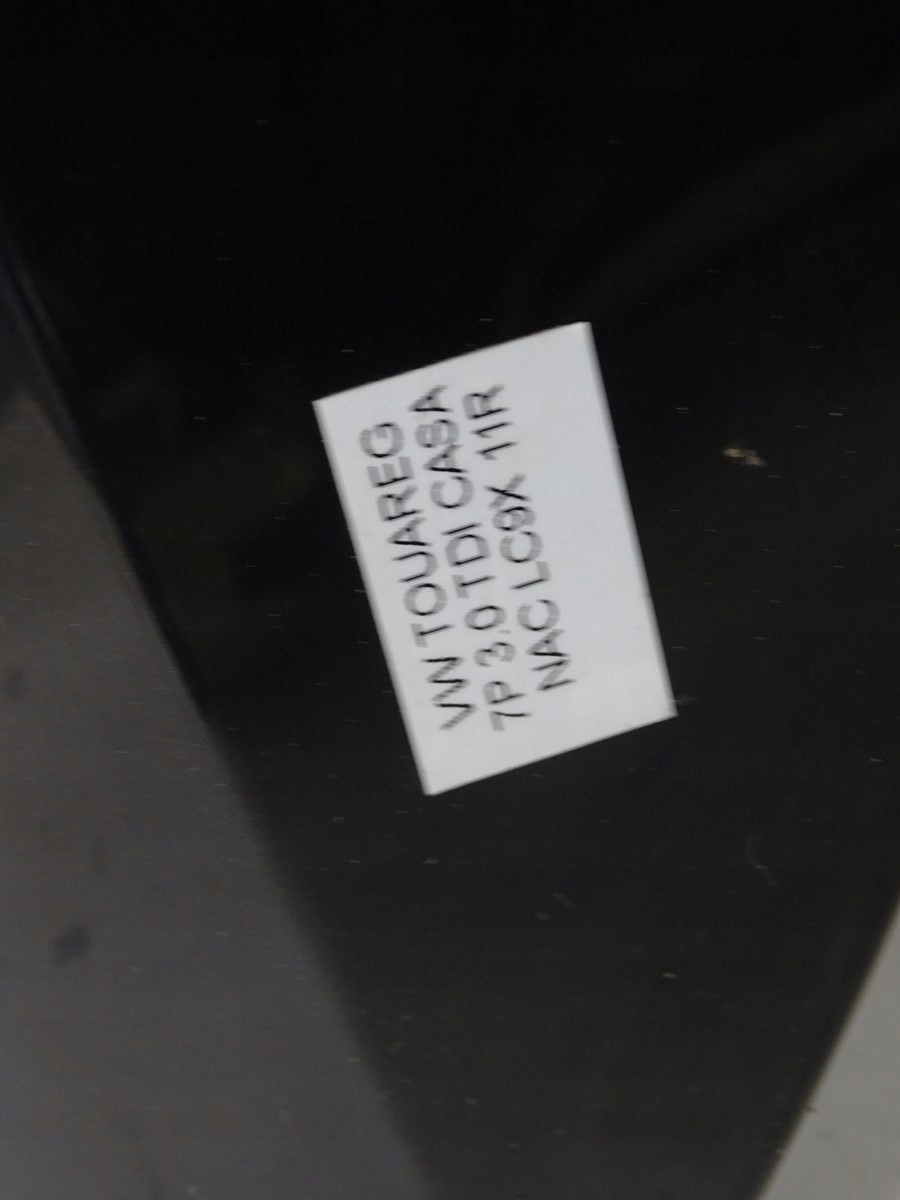 VW TOUAREG
7P 3.0 TDI CASA
NAC LC9X 11R